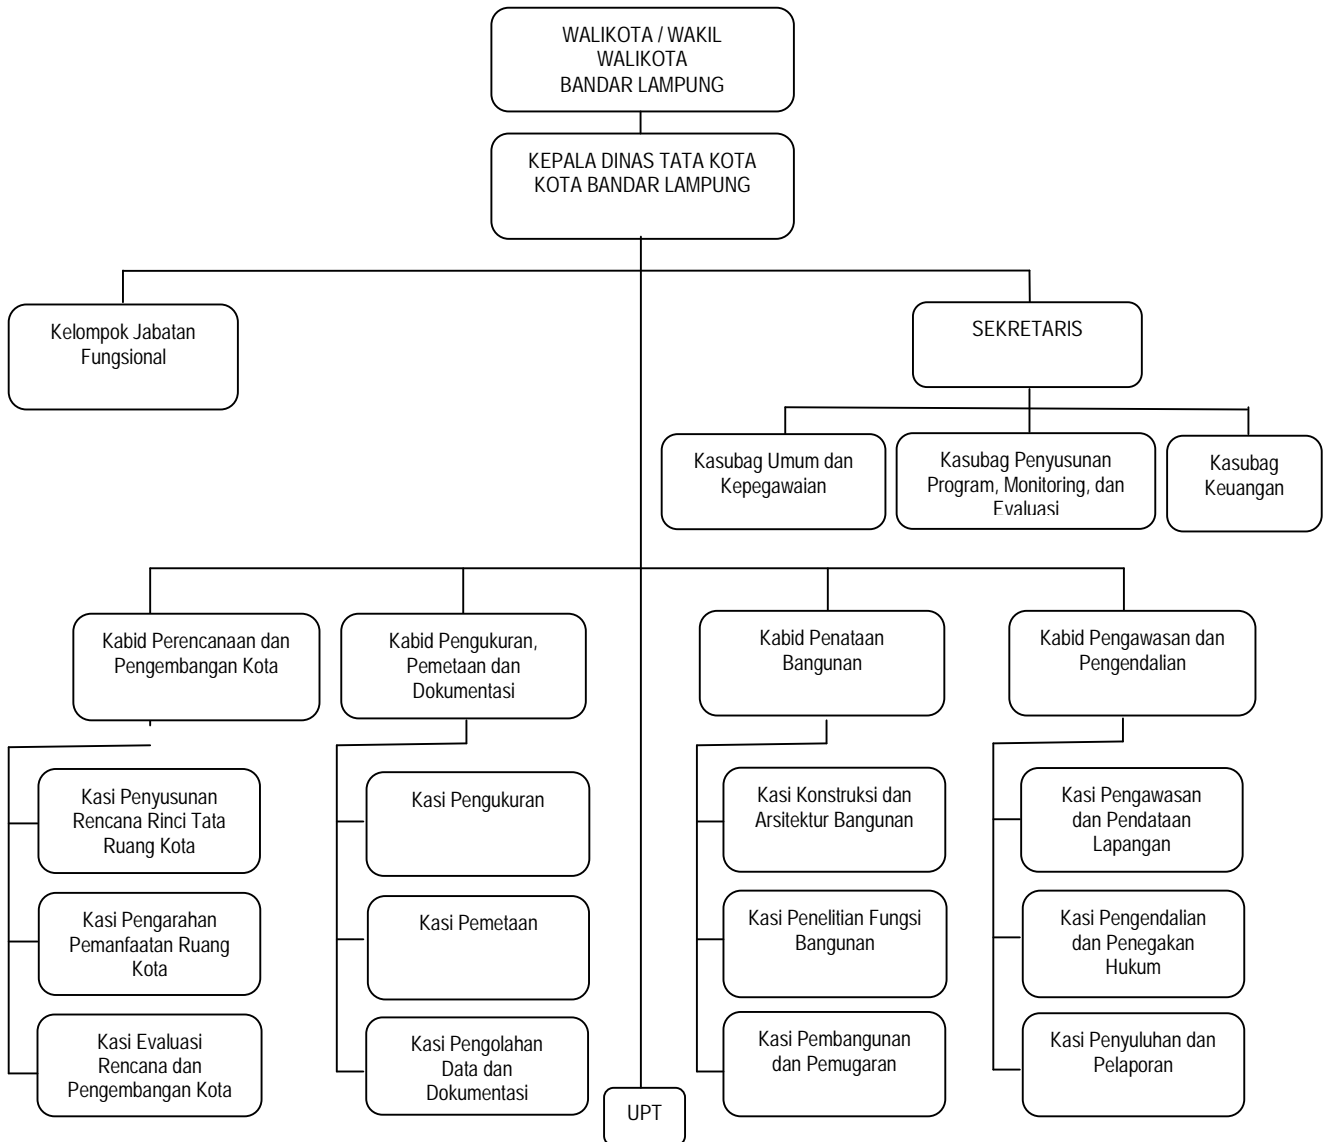 WALIKOTA / WAKIL
WALIKOTA
BANDAR LAMPUNG
KEPALA DINAS TATA KOTA
KOTA BANDAR LAMPUNG
Kelompok Jabatan
Fungsional
SEKRETARIS
Kasubag Umum dan
Kepegawaian
Kasubag Penyusunan
Program, Monitoring, dan
Evaluasi
Kasubag
Keuangan
Kabid Perencanaan dan
Pengembangan Kota
Kabid Pengukuran,
Pemetaan dan
Dokumentasi
Kabid Penataan
Bangunan
Kabid Pengawasan dan
Pengendalian
Kasi Penyusunan
Rencana Rinci Tata
Ruang Kota
Kasi Pengukuran
Kasi Konstruksi dan
Arsitektur Bangunan
Kasi Pengawasan
dan Pendataan
Lapangan
Kasi Pengarahan
Pemanfaatan Ruang
Kota
Kasi Pemetaan
Kasi Penelitian Fungsi
Bangunan
Kasi Pengendalian
dan Penegakan
Hukum
Kasi Evaluasi
Rencana dan
Pengembangan Kota
Kasi Pengolahan
Data dan
Dokumentasi
Kasi Pembangunan
dan Pemugaran
Kasi Penyuluhan dan
Pelaporan
UPT